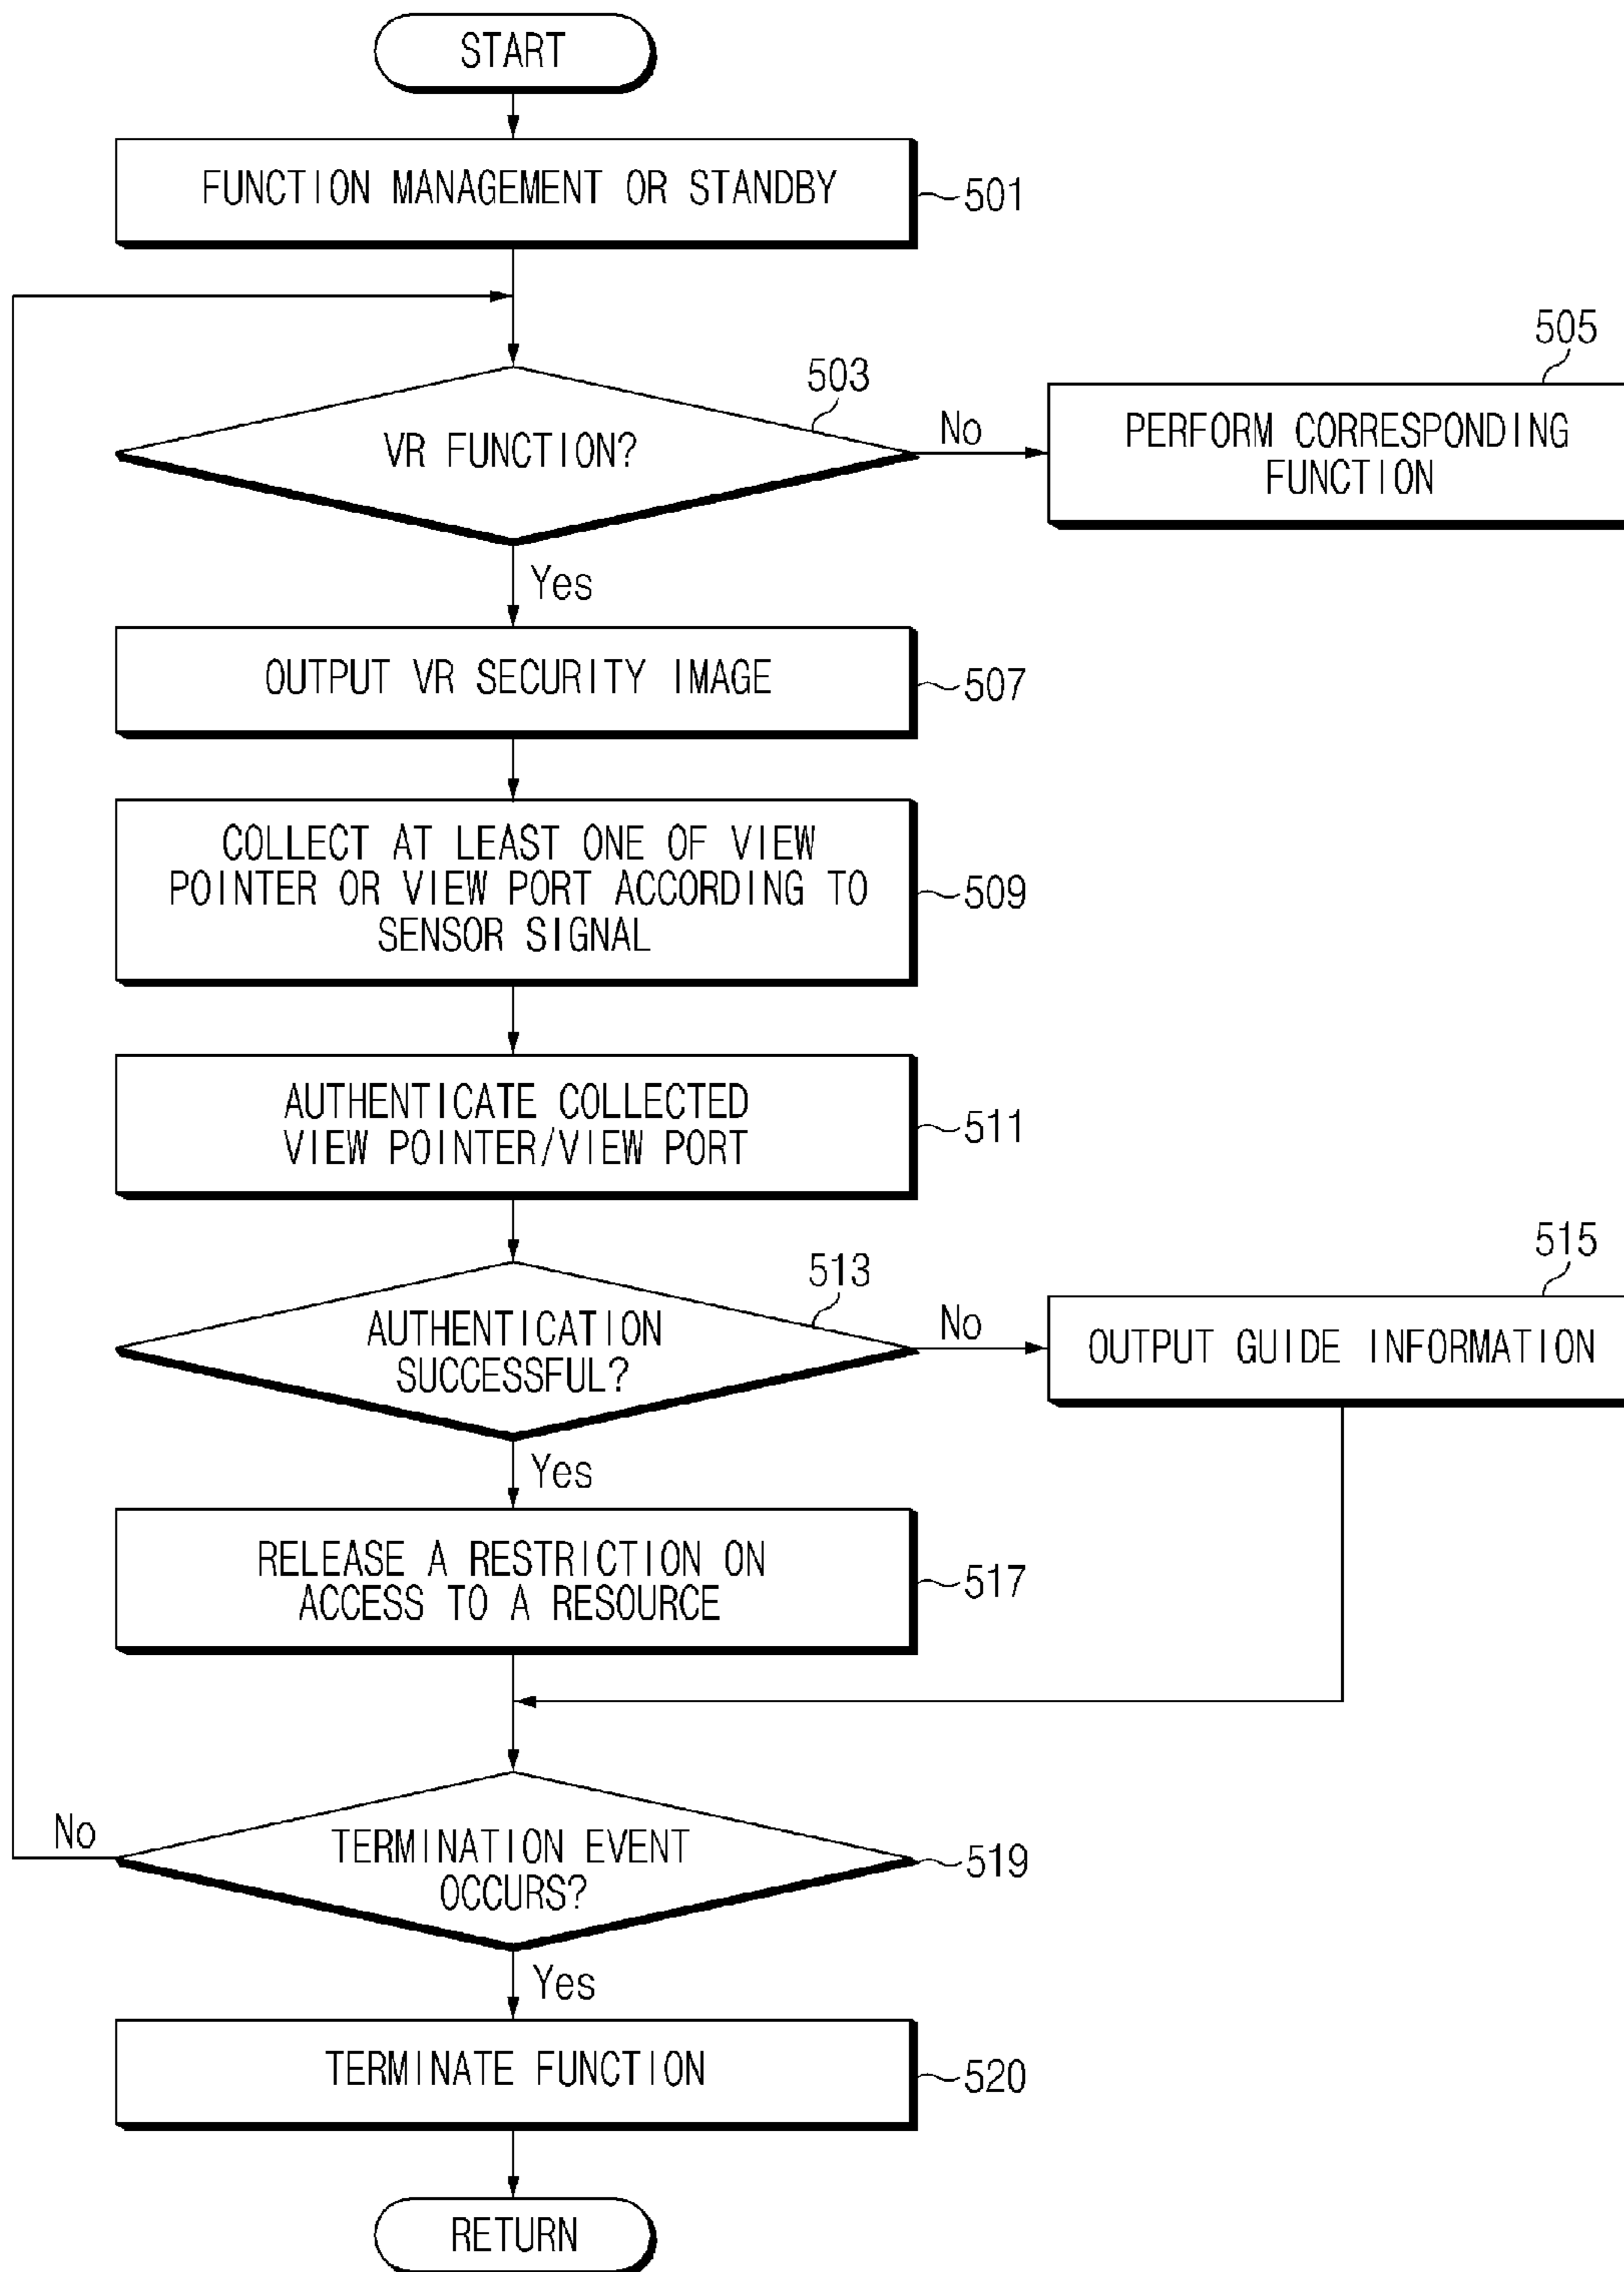 START
FUNCTION MANAGEMENT OR STANDBY
501
503
VR FUNCTION?
No
505
PERFORM CORRESPONDING
FUNCTION
Yes
OUTPUT VR SECURITY IMAGE
507
COLLECT AT LEAST ONE OF VIEW
POINTER OR VIEW PORT ACCORDING TO
SENSOR SIGNAL
509
AUTHENTICATE COLLECTED
VIEW POINTER/VIEW PORT
511
513
AUTHENTICATION
SUCCESSFUL?
No
515
OUTPUT GUIDE INFORMATION
Yes
RELEASE A RESTRICTION ON
ACCESS TO A RESOURCE
517
No
TERMINATION EVENT
OCCURS?
519
Yes
TERMINATE FUNCTION
520
RETURN